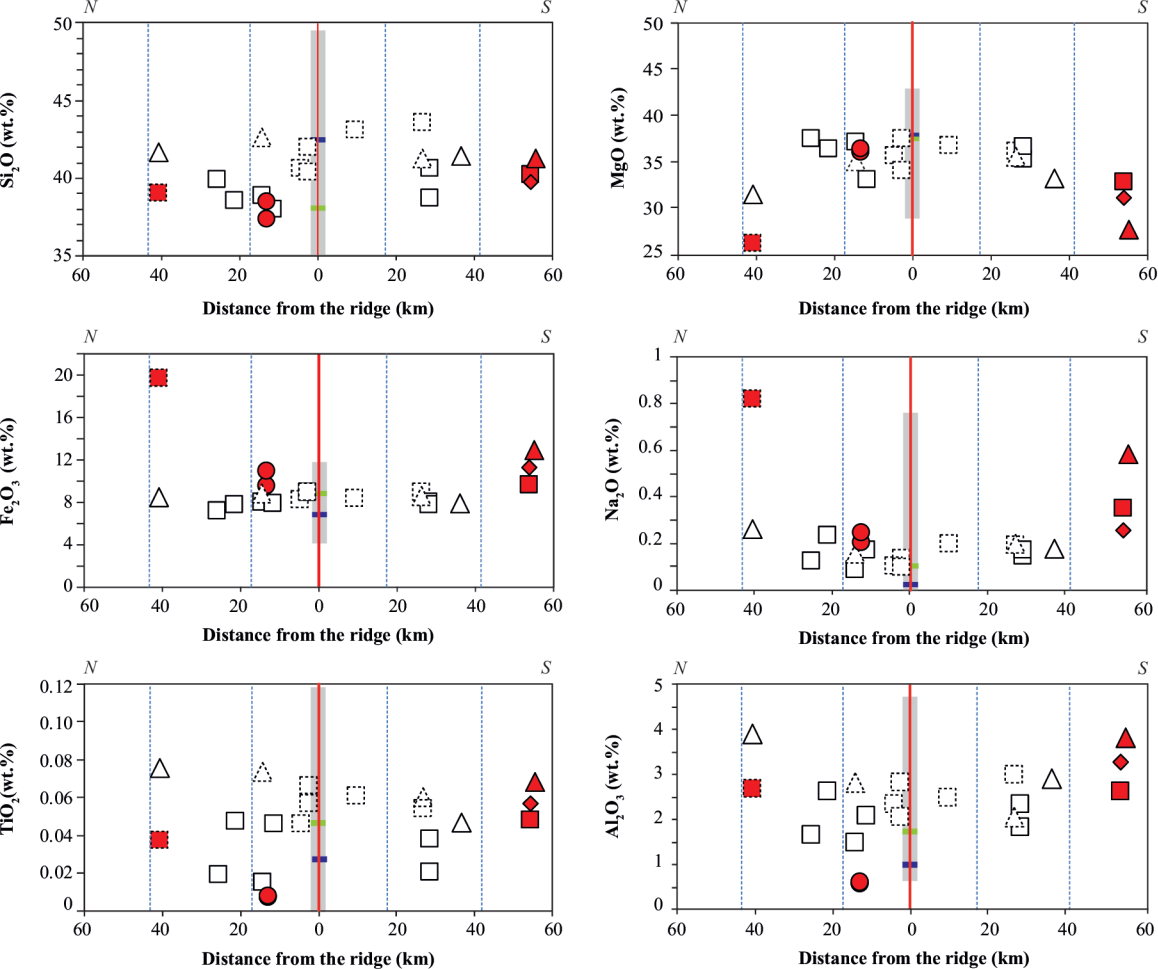 N S
Si2O (wt.%)
50
45
40
35
60 40 20 0 20 40 60
Distance from the ridge (km)
N S
MgO (wt.%)
50
45
40
35
30
25
60 40 20 0 20 40 60
Distance from the ridge (km)
N S
Fe2O3 (wt.%)
20
16
12
8
4
0
60 40 20 0 20 40 60
Distance from the ridge (km)
N S
Na2O (wt.%)
1
0.8
0.6
0.4
0.2
0
60 40 20 0 20 40 60
Distance from the ridge (km)
N S
TiO2(wt.%)
0.12
0.10
0.08
0.06
0.04
0.02
0
60 40 20 0 20 40 60
Distance from the ridge (km)
N S
Al2O3 (wt.%)
5
4
3
2
1
0
60 40 20 0 20 40 60
Distance from the ridge (km)